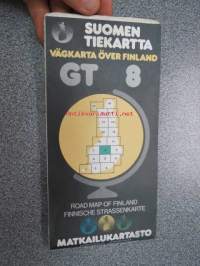 SUOMEN
TIEKARTTA
VÄGKARTA ÖVER FINLAND
GT 8
ROAD MAP OF FINLAND
FINNISCHE STRASSENKARTE
MATKAILUKARTASTO